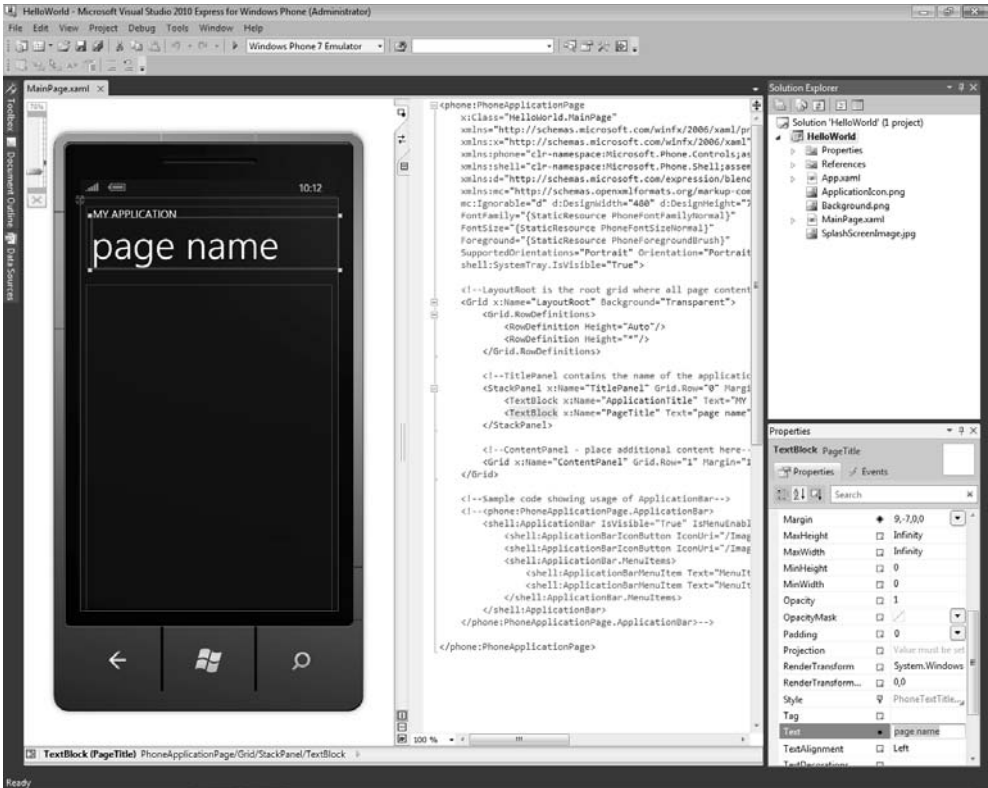 HelloWorld - Microsoft Visual Studio 2010 Express for Windows Phone (Administrator)
File Edit View Project Debug Tools Window Help
Windows Phone 7 Emulator
Toolbox
Document Outline
Data Sources
MainPage.xaml
10:12
MY APPLICATION
page name
<phone:PhoneApplicationPage
x:Class="HelloWorld.MainPage"
xmlns="http://schemas.microsoft.com/winfx/2006/xaml/pr
xmlns:x="http://schemas.microsoft.com/winfx/2006/xaml"
xmlns:phone="clr-namespace:Microsoft.Phone.Controls;as
xmlns:shell="clr-namespace:Microsoft.Phone.Shell;assem
xmlns:d="http://schemas.microsoft.com/expression/blend
xmlns:mc="http://schemas.openxmlformats.org/markup-com
mc:Ignorable="d" d:DesignWidth="480" d:DesignHeight="7
FontFamily="{StaticResource PhoneFontFamilyNormal}"
FontSize="{StaticResource PhoneFontSizeNormal}"
Foreground="{StaticResource PhoneForegroundBrush}"
SupportedOrientations="Portrait" Orientation="Portrait
shell:SystemTray.IsVisible="True">
<!--LayoutRoot is the root grid where all page content
<Grid x:Name="LayoutRoot" Background="Transparent">
<Grid.RowDefinitions>
<RowDefinition Height="Auto"/>
<RowDefinition Height="*"/>
</Grid.RowDefinitions>
<!--TitlePanel contains the name of the applicatic
<StackPanel x:Name="TitlePanel" Grid.Row="0" Margi
<TextBlock x:Name="ApplicationTitle" Text="MY
<TextBlock x:Name="PageTitle" Text="page name"
</StackPanel>
<!--ContentPanel - place additional content here--
<Grid x:Name="ContentPanel" Grid.Row="1" Margin="1
</Grid>
<!--Sample code showing usage of ApplicationBar-->
<!--<phone:PhoneApplicationPage.ApplicationBar>
<shell:ApplicationBar IsVisible="True" IsMenuEnabl
<shell:ApplicationBarIconButton IconUri="/Imag
<shell:ApplicationBarIconButton IconUri="/Imag
<shell:ApplicationBar.MenuItems>
<shell:ApplicationBarMenuItem Text="MenuIt
<shell:ApplicationBarMenuItem Text="MenuIt
</shell:ApplicationBar.MenuItems>
</shell:ApplicationBar>
</phone:PhoneApplicationPage.ApplicationBar>-->
</phone:PhoneApplicationPage>
100 %
TextBlock (PageTitle) PhoneApplicationPage/Grid/StackPanel/TextBlock
Ready
Solution Explorer
Solution 'HelloWorld' (1 project)
HelloWorld
Properties
References
App.xaml
ApplicationIcon.png
Background.png
MainPage.xaml
SplashScreenImage.jpg
Properties
TextBlock PageTitle
Properties Events
Search
Margin 9,-7,0,0
MaxHeight Infinity
MaxWidth Infinity
MinHeight 0
MinWidth 0
Opacity 1
OpacityMask
Padding 0
Projection Value must be set
RenderTransform System.Windows
RenderTransform... 0,0
Style PhoneTextTitle...
Tag
Text page name
TextAlignment Left
TextDecorations